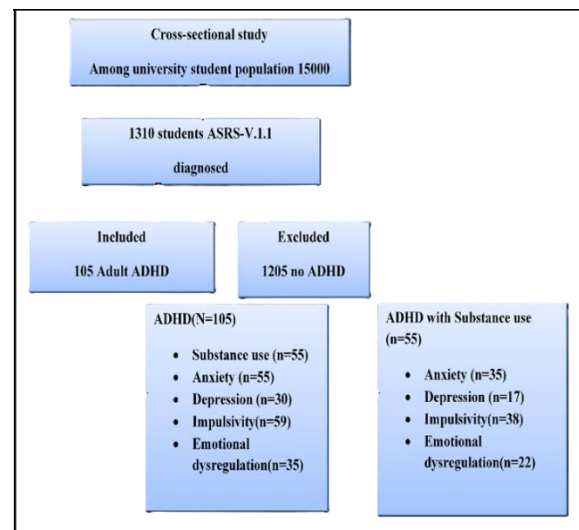 Cross-sectional study
Among university student population 15000
1310 students ASRS-V.1.1
diagnosed
Included
105 Adult ADHD
Excluded
1205 no ADHD
ADHD(N=105)
• Substance use (n=55)
• Anxiety (n=55)
• Depression (n=30)
• Impulsivity(n=59)
• Emotional
dysregulation(n=35)
ADHD with Substance use
(n=55)
• Anxiety (n=35)
• Depression (n=17)
• Impulsivity(n=38)
• Emotional
dysregulation(n=22)